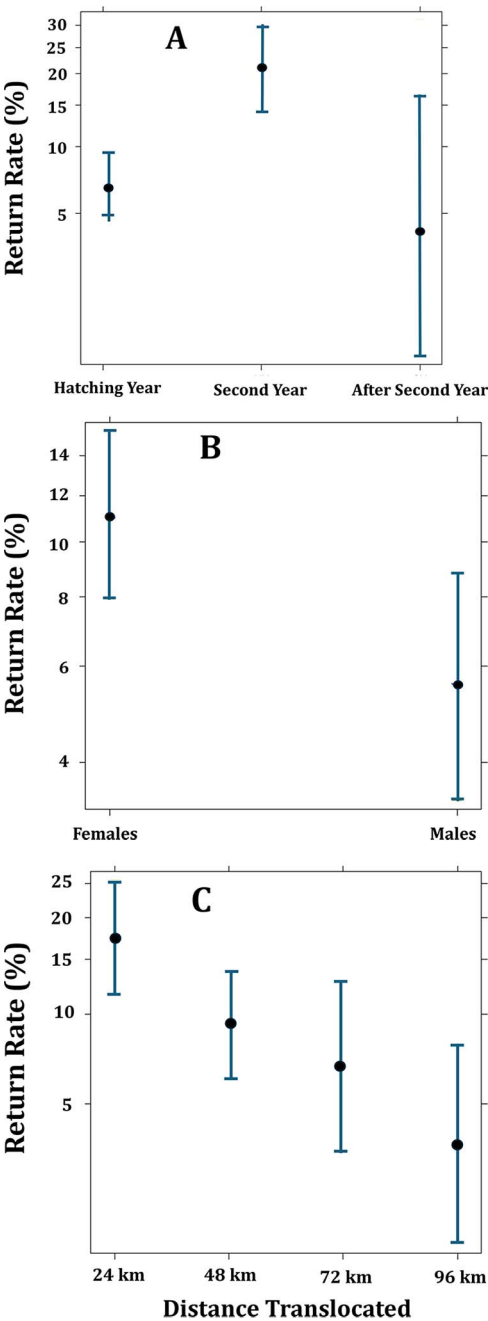 A
Return Rate (%)
30
25
20
15
10
5
Hatching Year Second Year After Second Year
B
Return Rate (%)
14
12
10
8
6
4
Females Males
C
Return Rate (%)
25
20
15
10
5
24 km 48 km 72 km 96 km
Distance Translocated